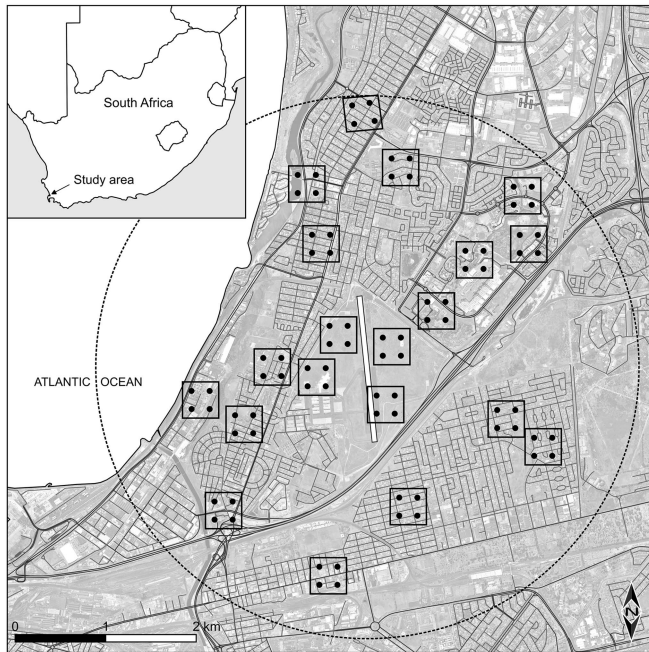 South Africa
Study area
ATLANTIC OCEAN
0 1 2 km
N